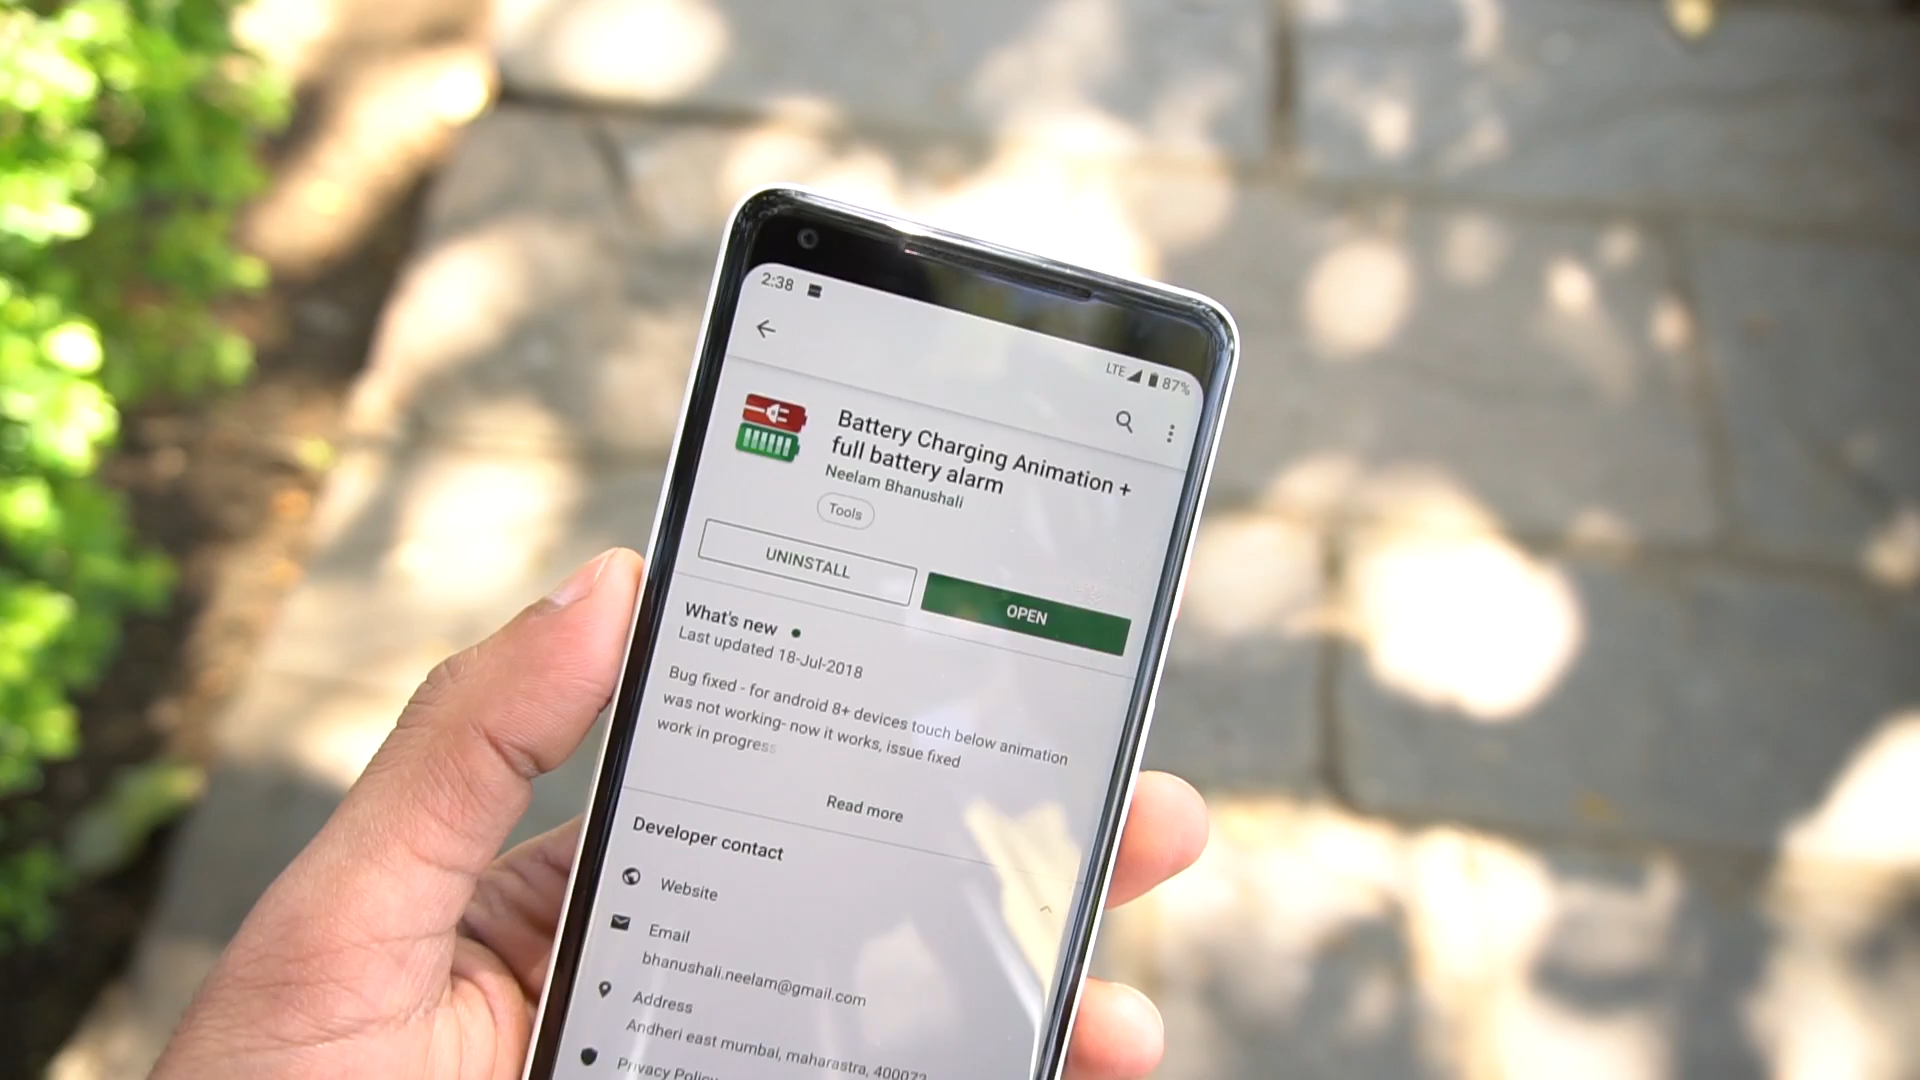 2:38
LTE 87%
Battery Charging Animation +
full battery alarm
Neelam Bhanushali
Tools
UNINSTALL
OPEN
What's new
Last updated 18-Jul-2018
Bug fixed - for android 8+ devices touch below animation
was not working- now it works, issue fixed
work in progress
Read more
Developer contact
Website
Email
bhanushali.neelam@gmail.com
Address
Andheri east mumbai, maharastra, 400072
Privacy Policy